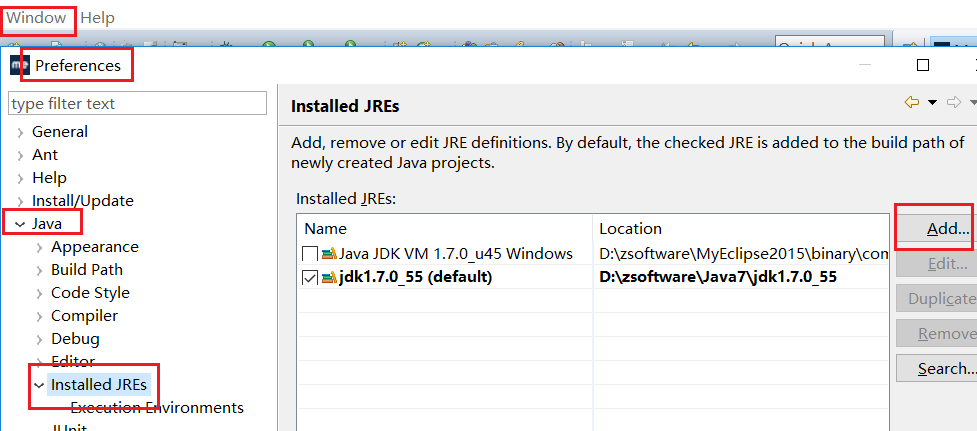 Window Help
Preferences
type filter text
General
Ant
Help
Install/Update
Java
Appearance
Build Path
Code Style
Compiler
Debug
Editor
Installed JREs
Execution Environments
JUnit
Installed JREs
Add, remove or edit JRE definitions. By default, the checked JRE is added to the build path of
newly created Java projects.
Installed JREs:
Name Location
Java JDK VM 1.7.0_u45 Windows D:\zsoftware\MyEclipse2015\binary\com
jdk1.7.0_55 (default) D:\zsoftware\Java7\jdk1.7.0_55
Add...
Edit...
Duplicate
Remove
Search...